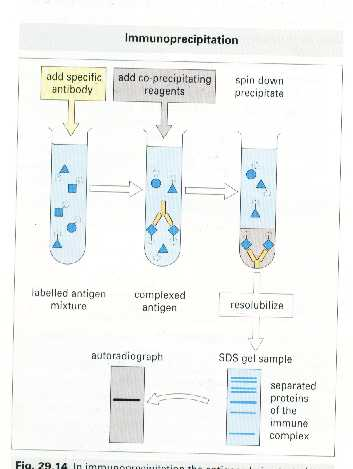 Immunoprecipitation
add specific
antibody
add co-precipitating
reagents
spin down
precipitate
labelled antigen
mixture
complexed
antigen
resolubilize
autoradiograph
SDS gel sample
separated
proteins
of the
immune
complex
Fig. 29.14 In immunoprecipitation the